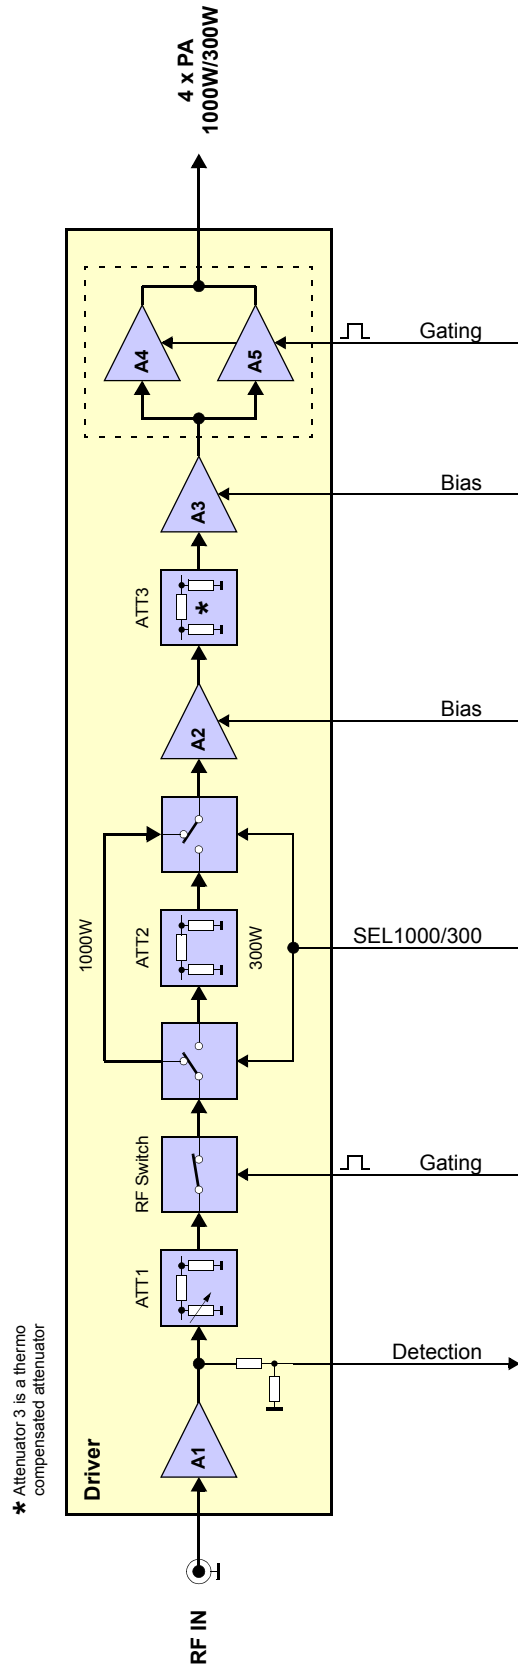 * Attenuator 3 is a thermo
compensated attenuator
Driver
RF IN
A1
Detection
ATT1
RF Switch
Gating
1000W
ATT2
300W
SEL1000/300
A2
Bias
ATT3
*
A3
Bias
A4
A5
Gating
4 x PA
1000W/300W